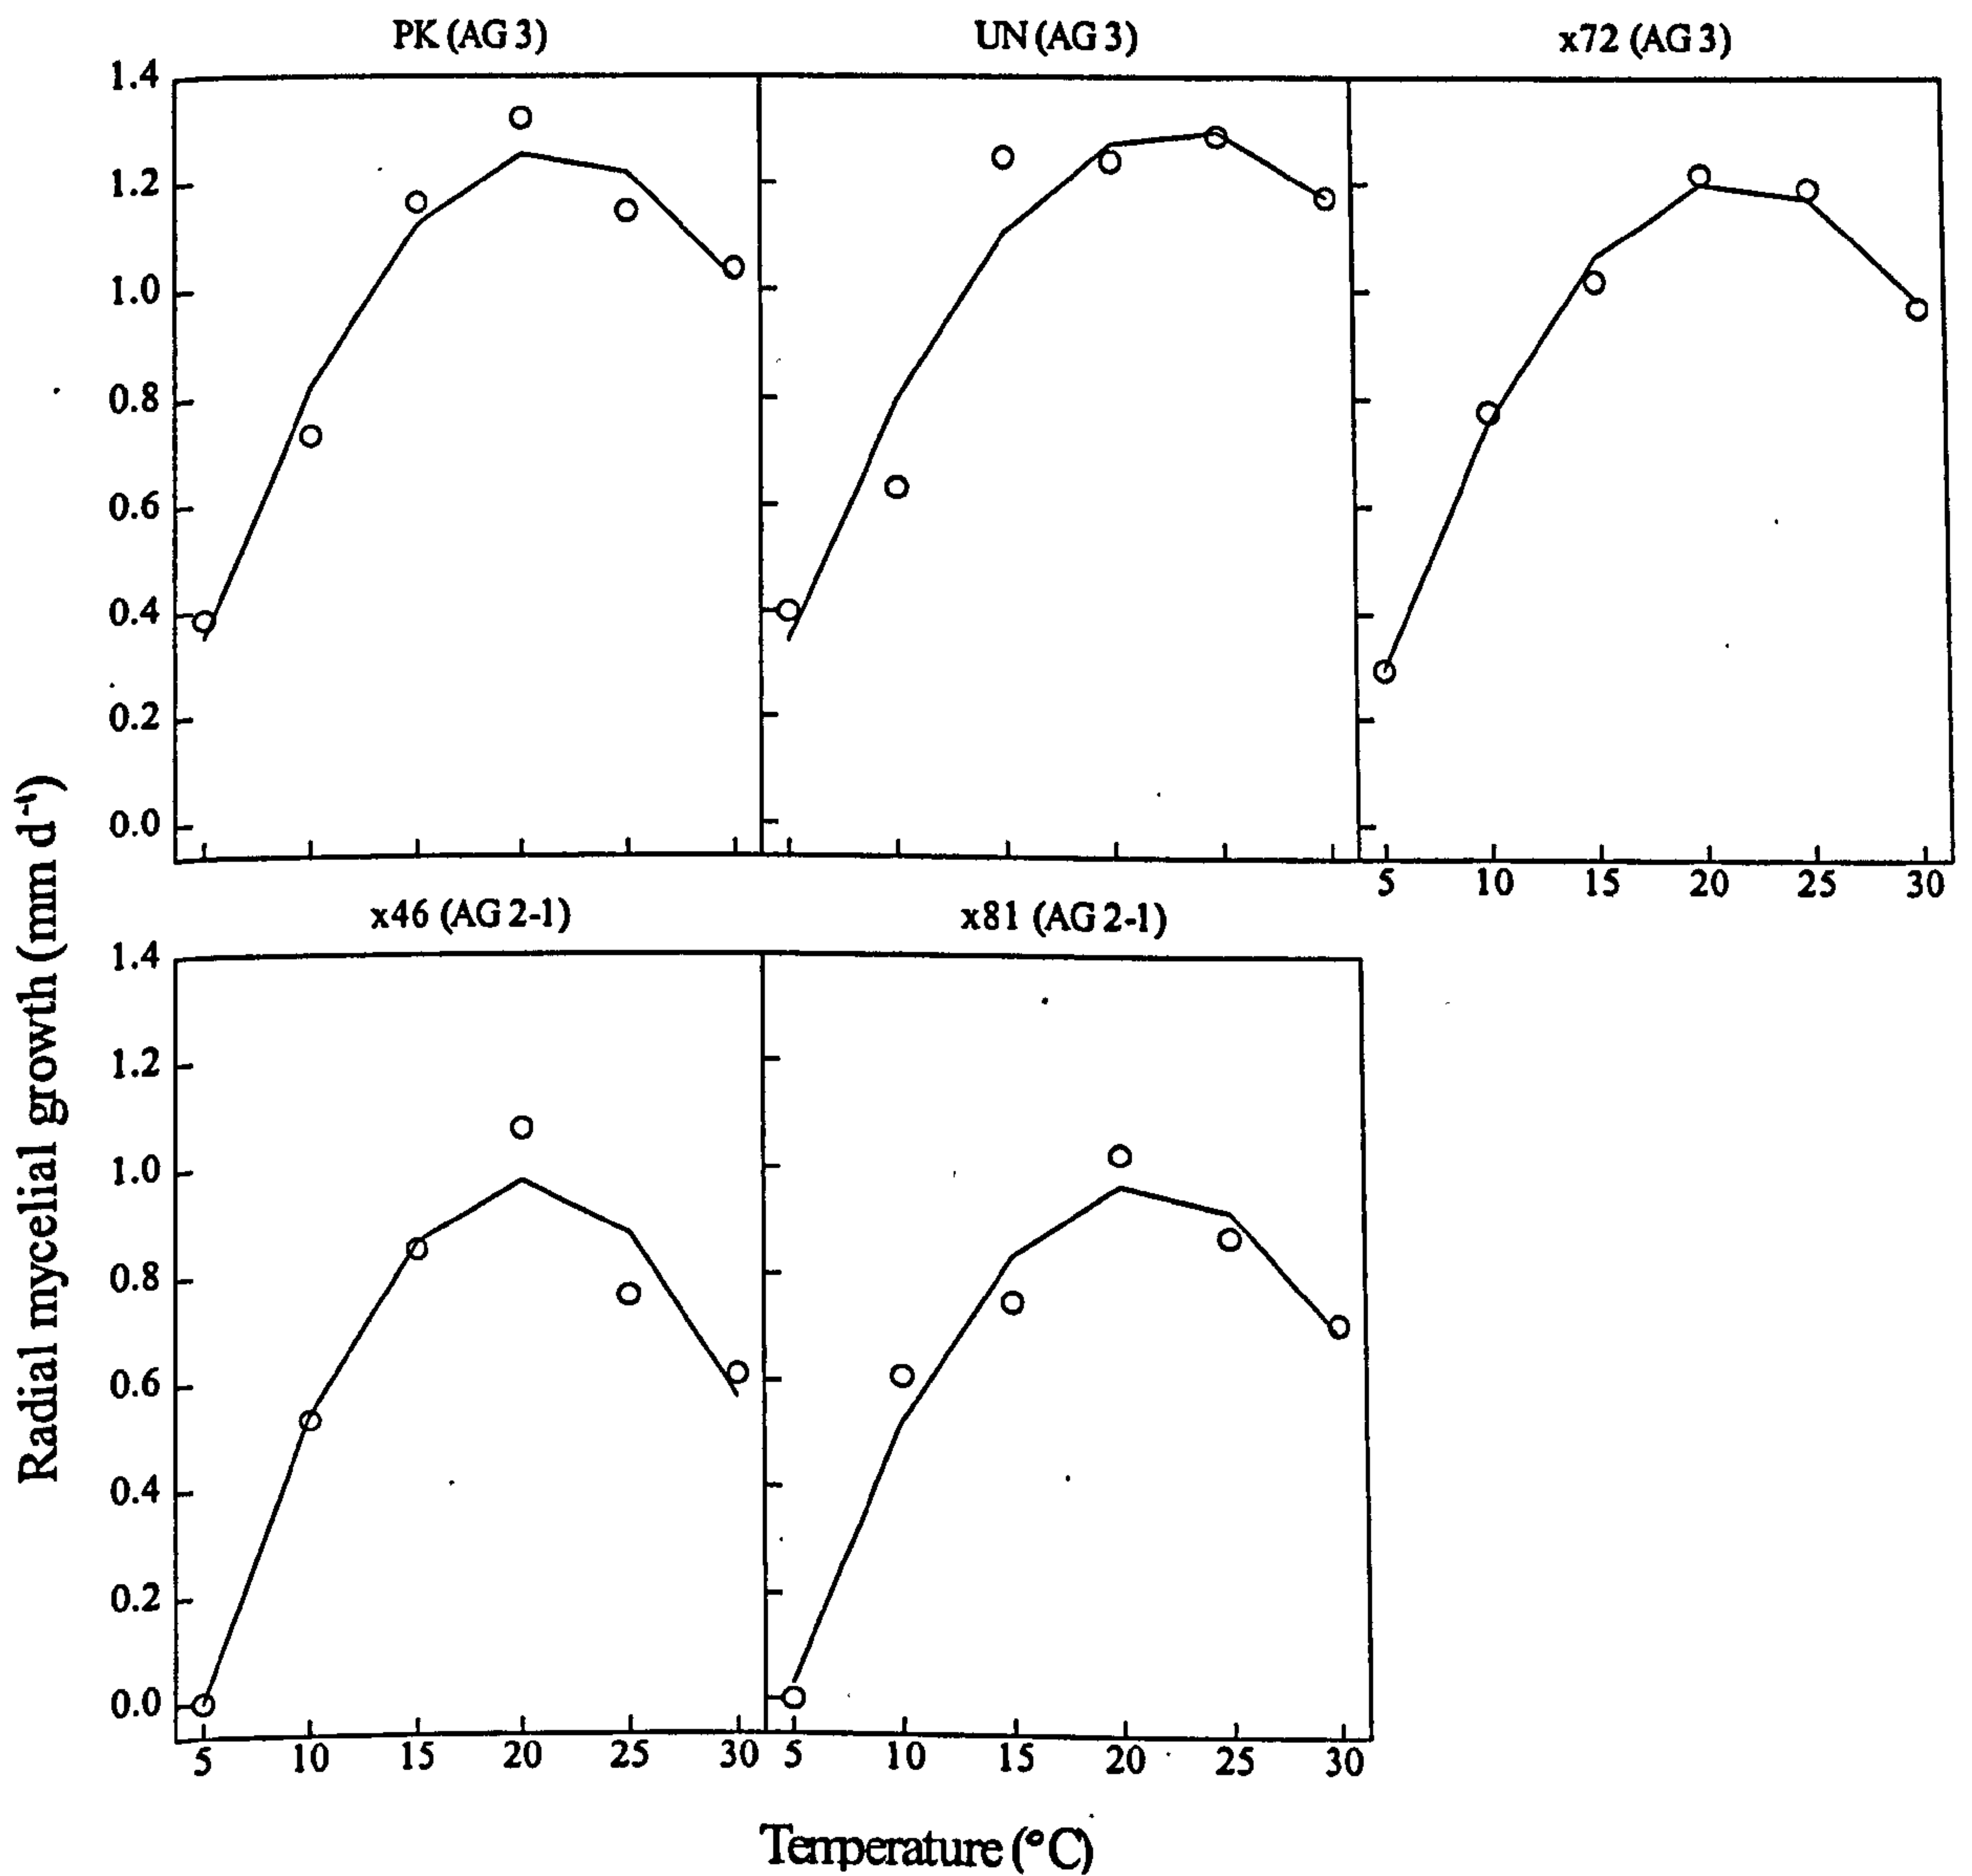 PK (AG 3)
UN (AG 3)
x72 (AG 3)
1.4
1.2
1.0
0.8
0.6
0.4
0.2
0.0
5 10 15 20 25 30
x46 (AG 2-1)
x81 (AG 2-1)
1.4
1.2
1.0
0.8
0.6
0.4
0.2
0.0
5 10 15 20 25 30 5 10 15 20 25 30
Radial mycelial growth (mm d⁻¹)
Temperature (°C)